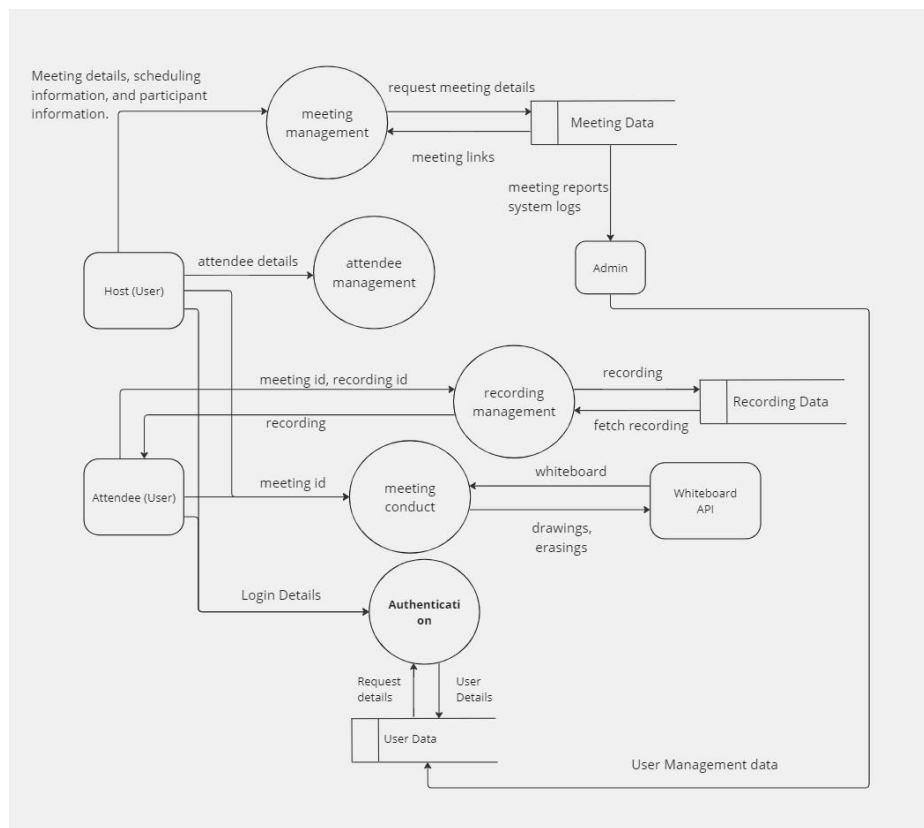 Meeting details, scheduling
information, and participant
information.
meeting
management
request meeting details
meeting links
Meeting Data
meeting reports
system logs
Admin
Host (User)
attendee details
attendee
management
meeting id, recording id
recording
recording
management
recording
fetch recording
Recording Data
Attendee (User)
meeting id
meeting
conduct
whiteboard
drawings,
erasings
Whiteboard
API
Login Details
Authenticati
on
Request
details
User
Details
User Data
User Management data